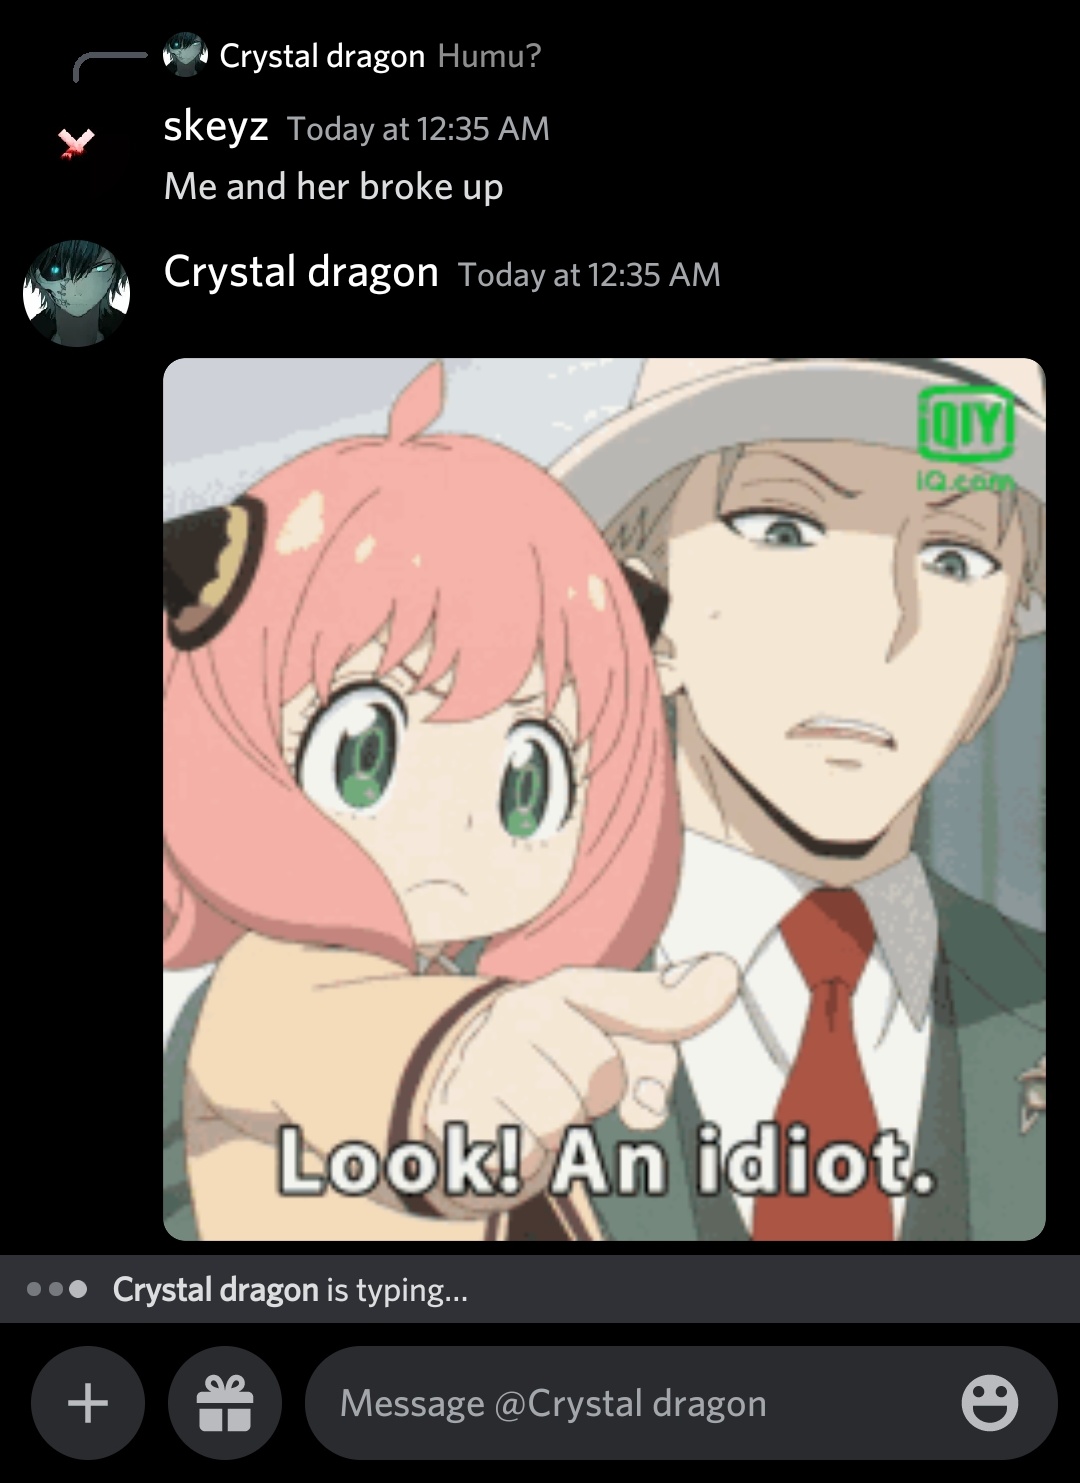 Crystal dragon Humu?
skeyz Today at 12:35 AM
Me and her broke up
Crystal dragon Today at 12:35 AM
iQIY
iQ.com
Look! An idiot.
Crystal dragon is typing...
Message @Crystal dragon